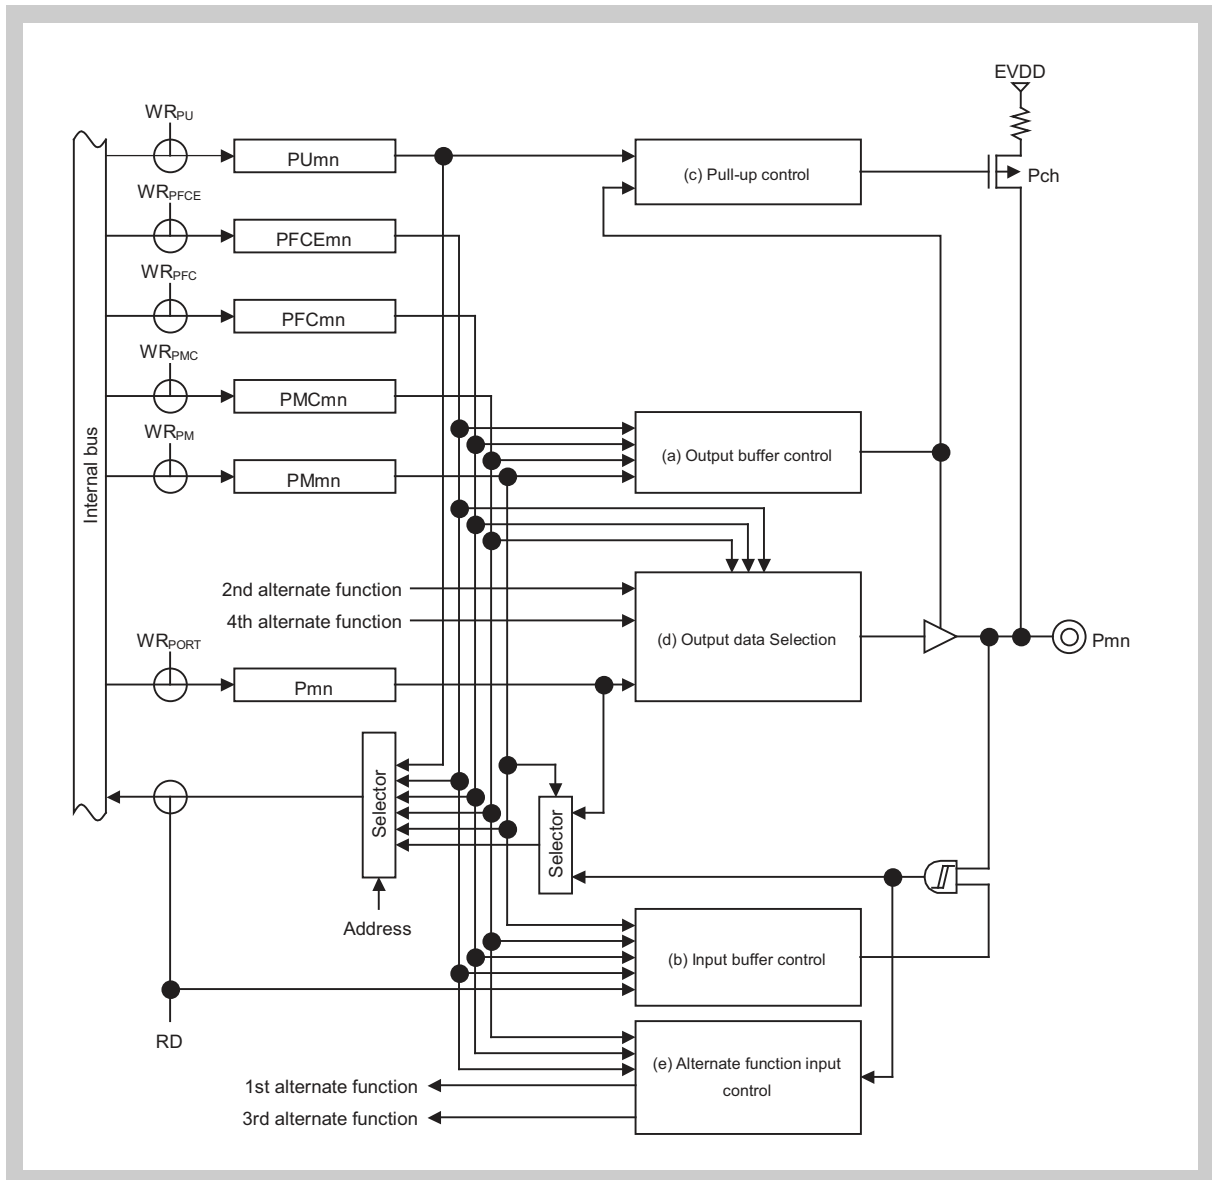 EVDD
WRPU
PUmn
(c) Pull-up control
Pch
WRPFCE
PFCEmn
WRPFC
PFCmn
WRPMC
PMCmn
WRPM
PMmn
(a) Output buffer control
Internal bus
2nd alternate function
4th alternate function
(d) Output data Selection
WRPORT
Pmn
Pmn
Selector
Selector
Address
(b) Input buffer control
RD
(e) Alternate function input
control
1st alternate function
3rd alternate function